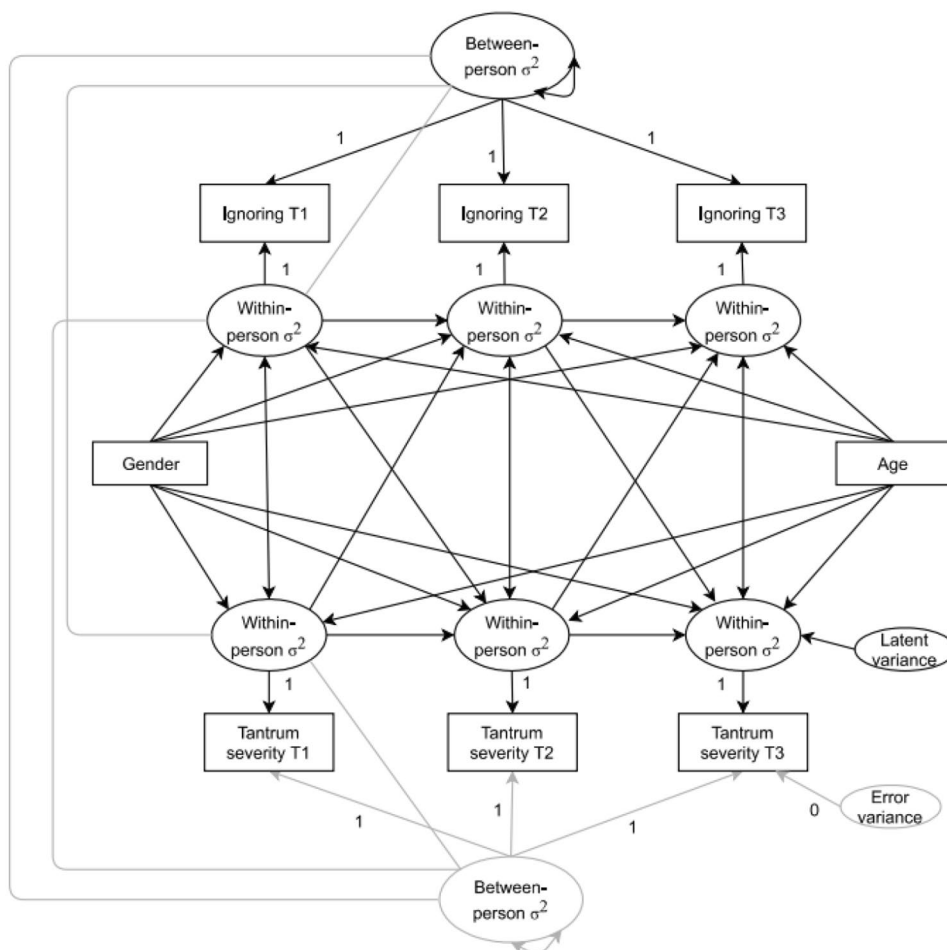 Between-
person σ²
1
1
1
Ignoring T1
Ignoring T2
Ignoring T3
1
1
1
Within-
person σ²
Within-
person σ²
Within-
person σ²
Gender
Age
Within-
person σ²
Within-
person σ²
Within-
person σ²
Latent
variance
1
1
1
Tantrum
severity T1
Tantrum
severity T2
Tantrum
severity T3
1
1
1
0
Error
variance
Between-
person σ²